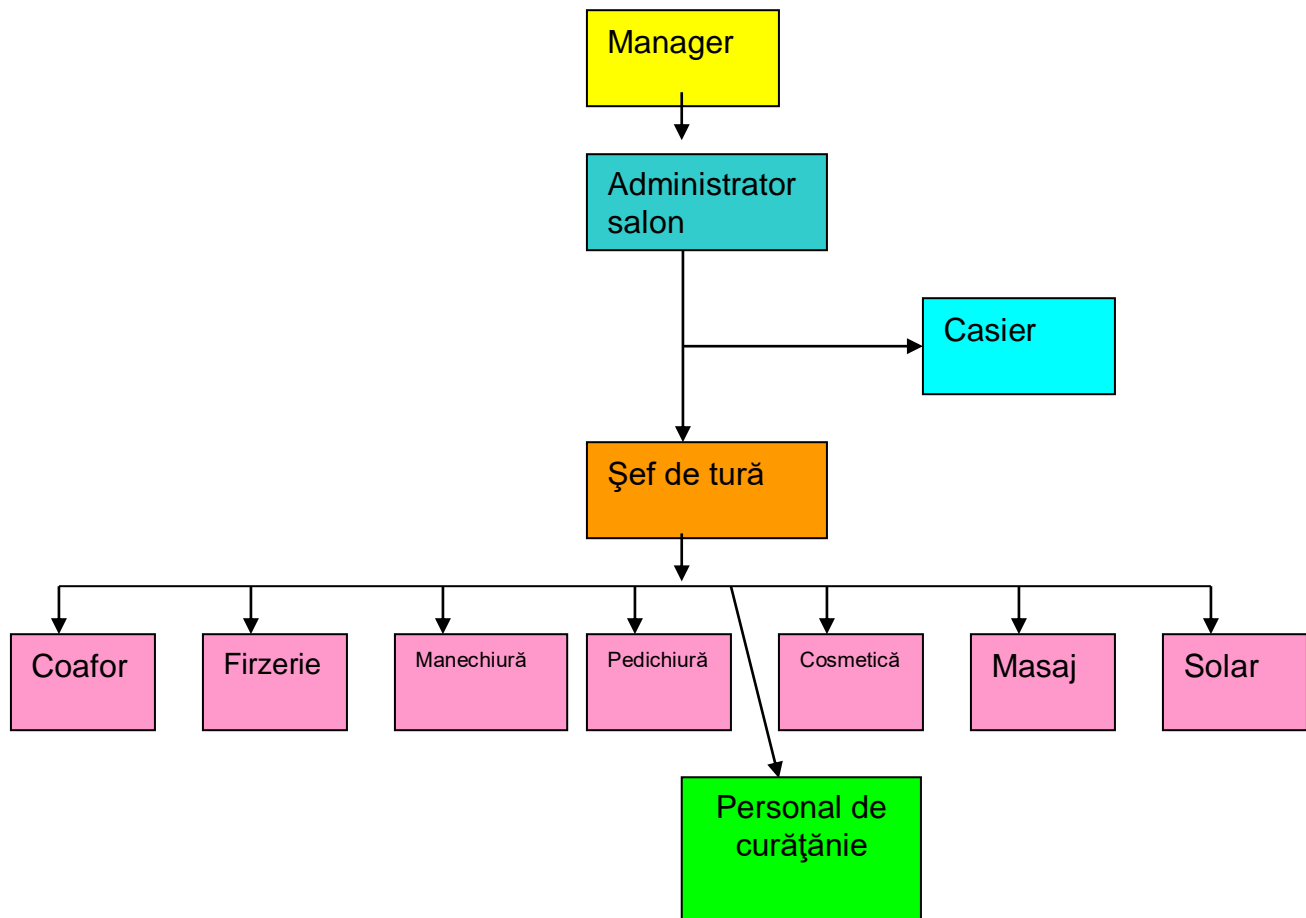 Manager
Administrator
salon
Casier
Şef de tură
Coafor
Firzerie
Manechiură
Pedichiură
Cosmetică
Masaj
Solar
Personal de
curăţănie